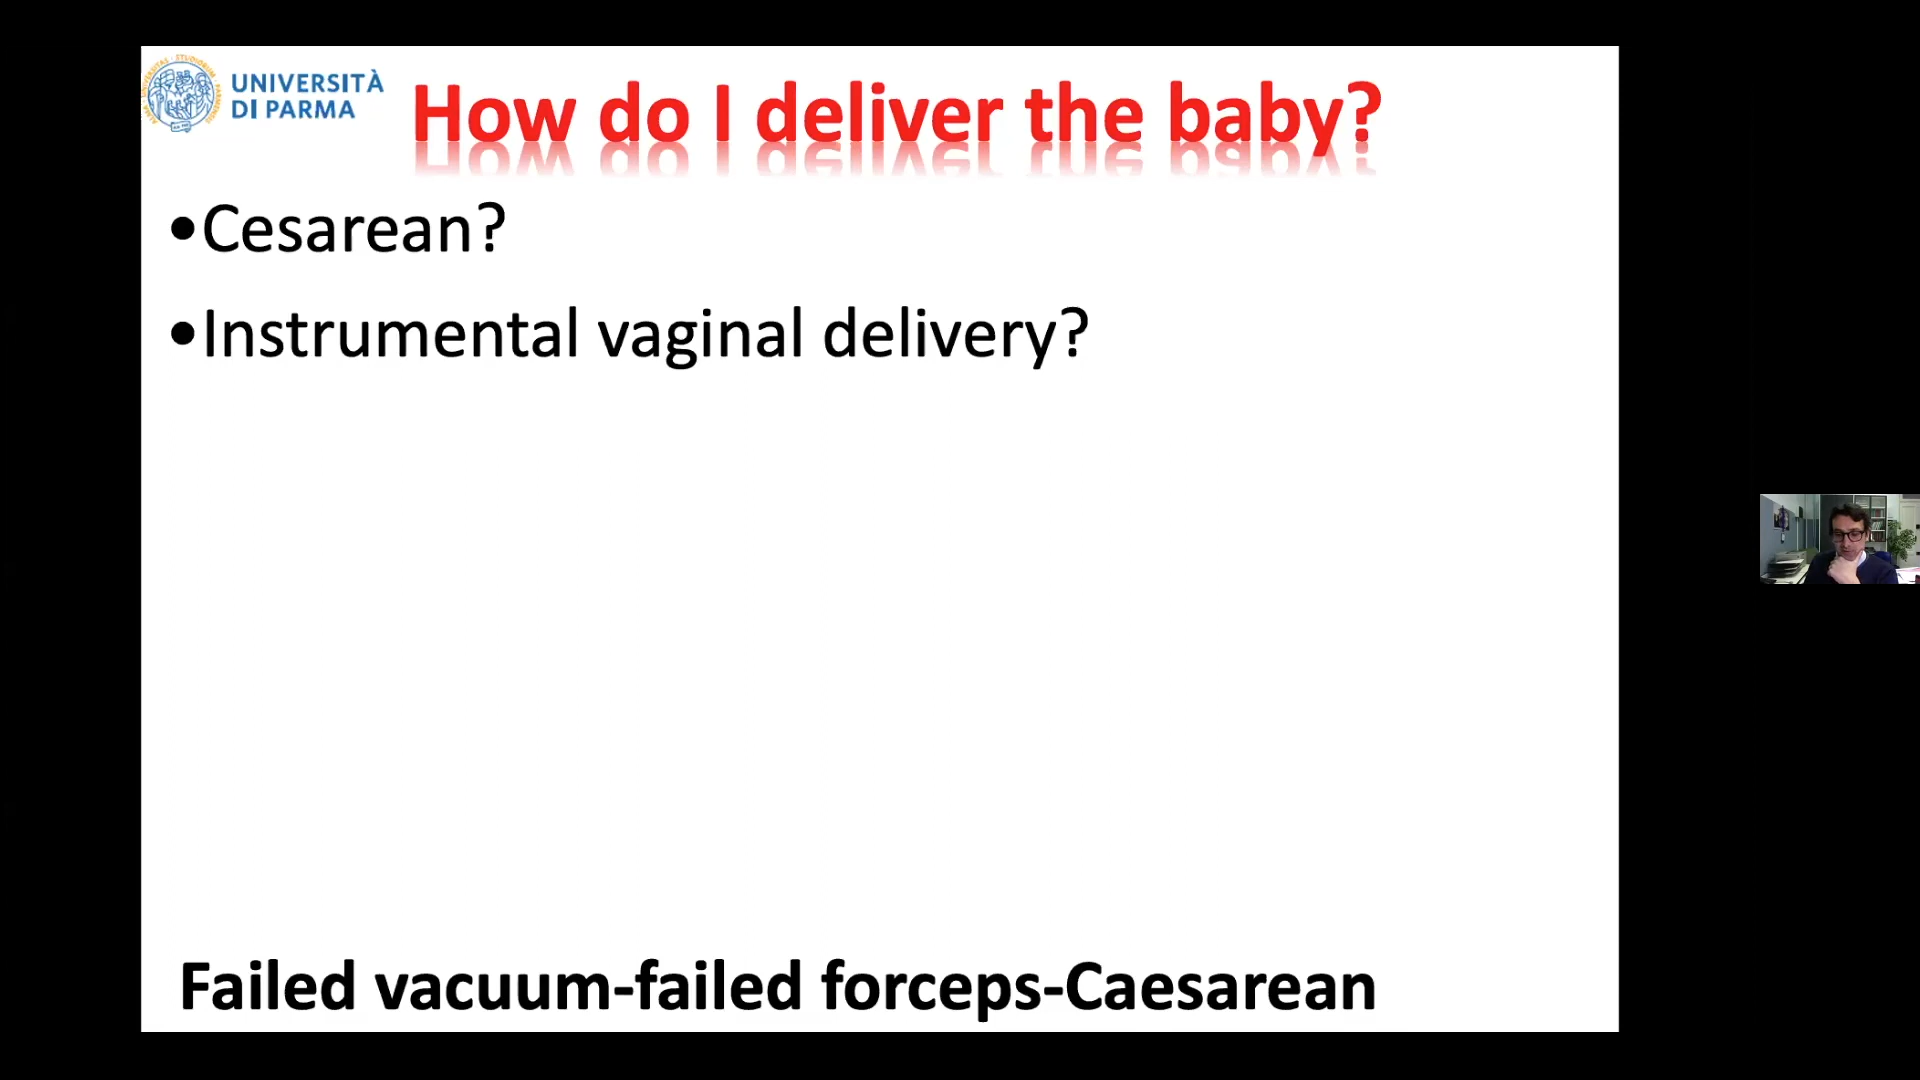 UNIVERSITÀ
DI PARMA
How do I deliver the baby?
•Cesarean?
•Instrumental vaginal delivery?
Failed vacuum-failed forceps-Caesarean